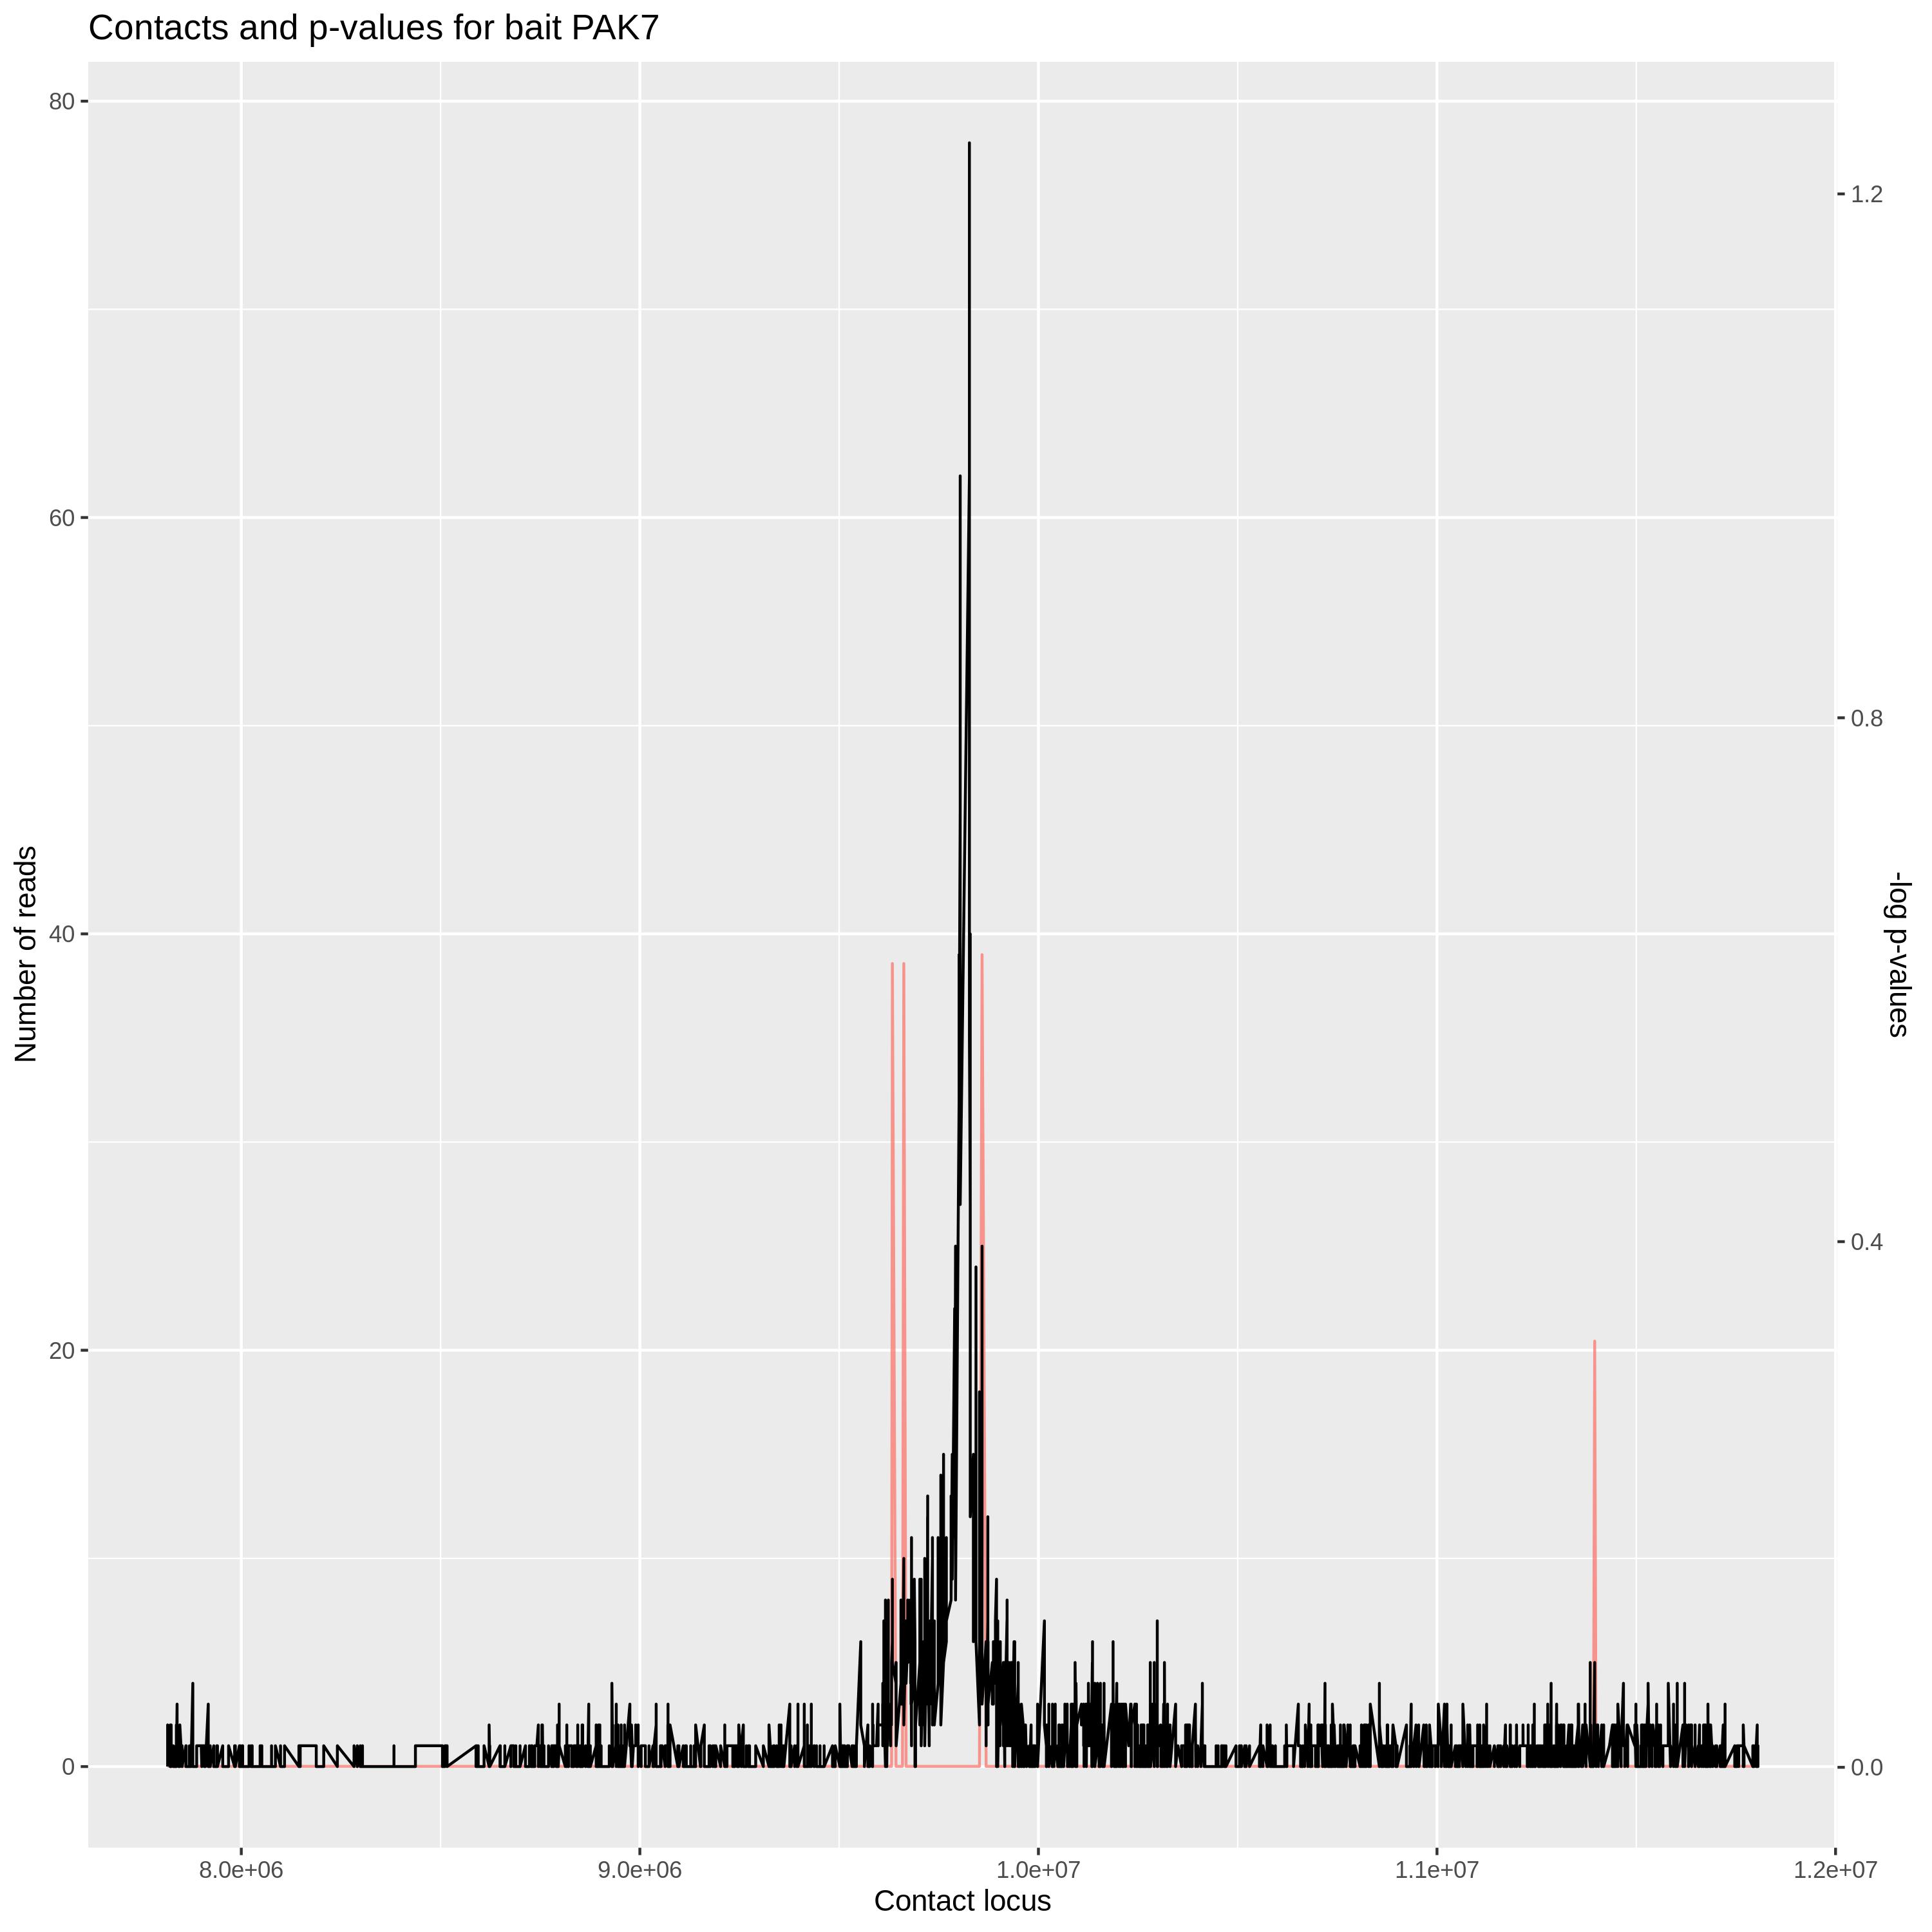 Contacts and p-values for bait PAK7
80
60
40
20
0
Number of reads
1.2
0.8
0.4
0.0
-log p-values
8.0e+06
9.0e+06
1.0e+07
1.1e+07
1.2e+07
Contact locus